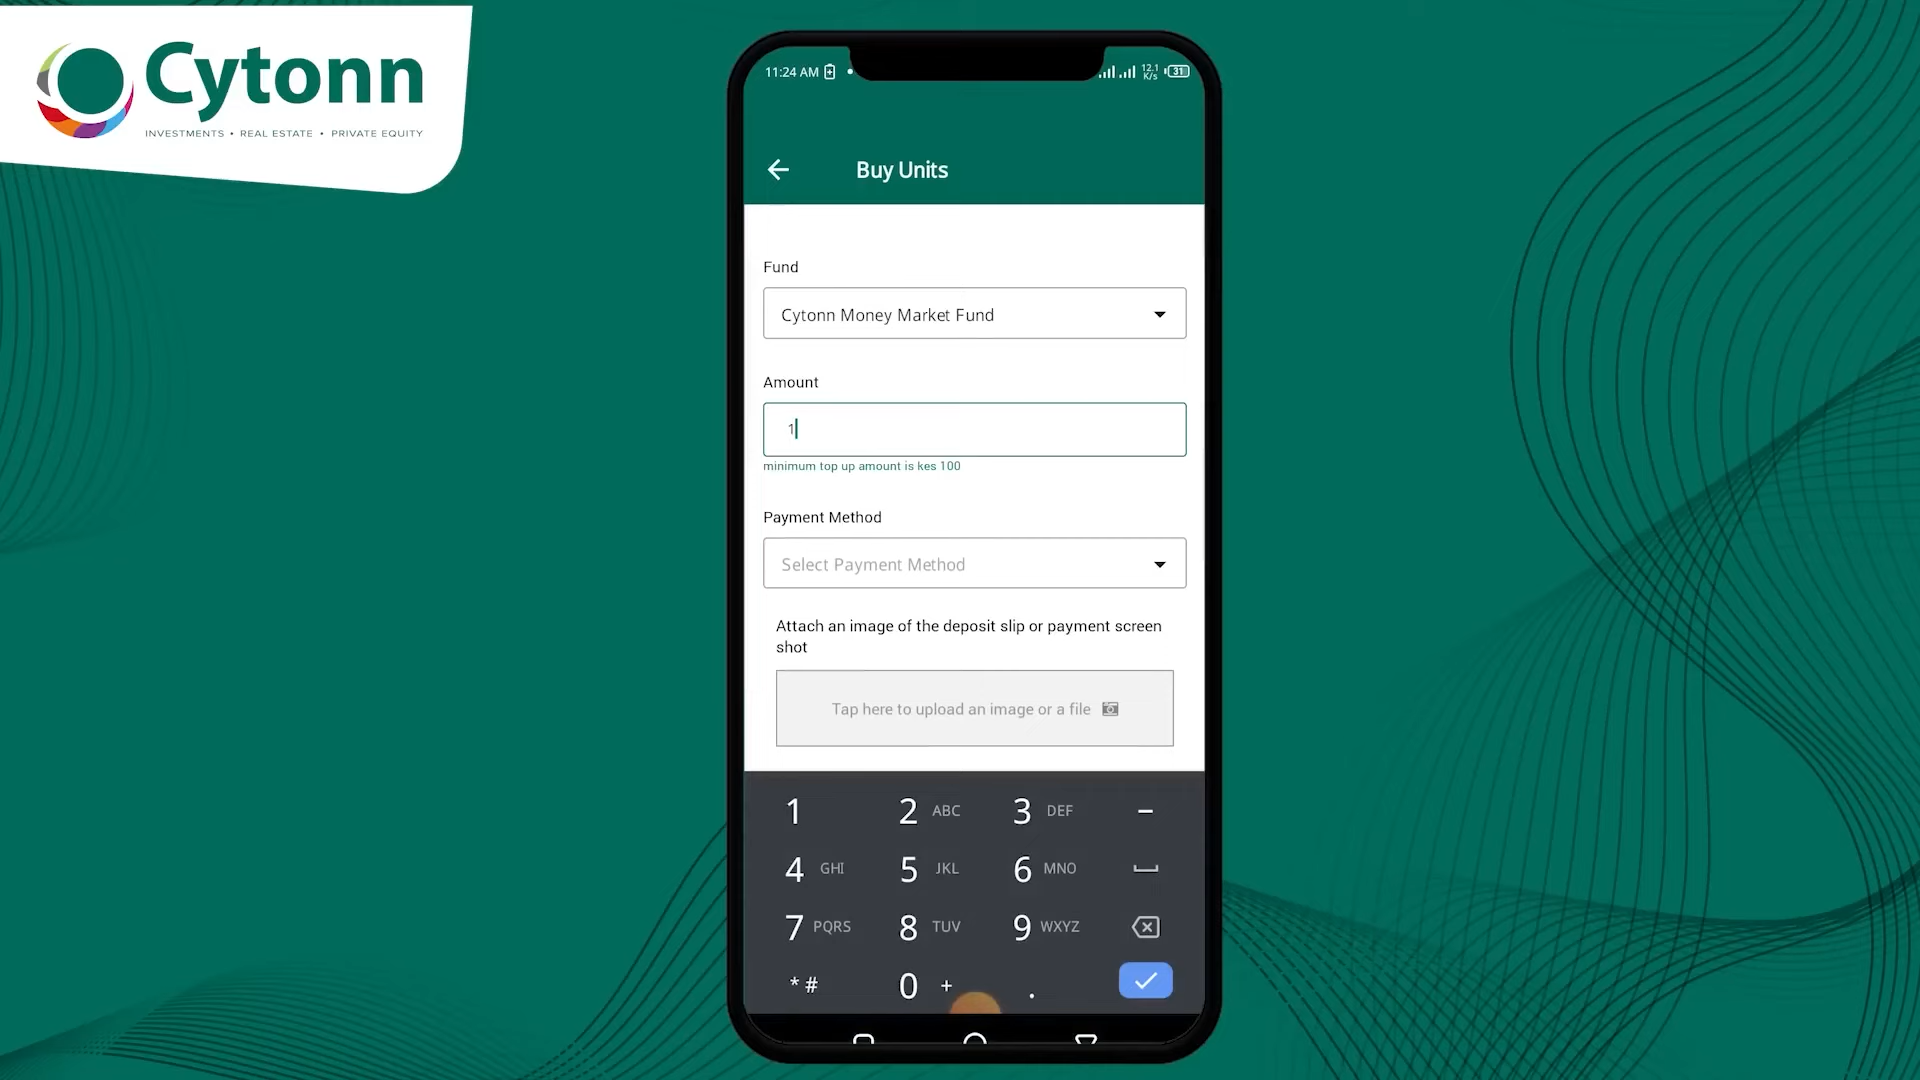 Cytonn
INVESTMENTS • REAL ESTATE • PRIVATE EQUITY
11:24 AM
12.1
K/s
31
Buy Units
Fund
Cytonn Money Market Fund
Amount
1
minimum top up amount is kes 100
Payment Method
Select Payment Method
Attach an image of the deposit slip or payment screen
shot
Tap here to upload an image or a file
1 2 ABC 3 DEF –
4 GHI 5 JKL 6 MNO
7 PQRS 8 TUV 9 WXYZ
* # 0 + .